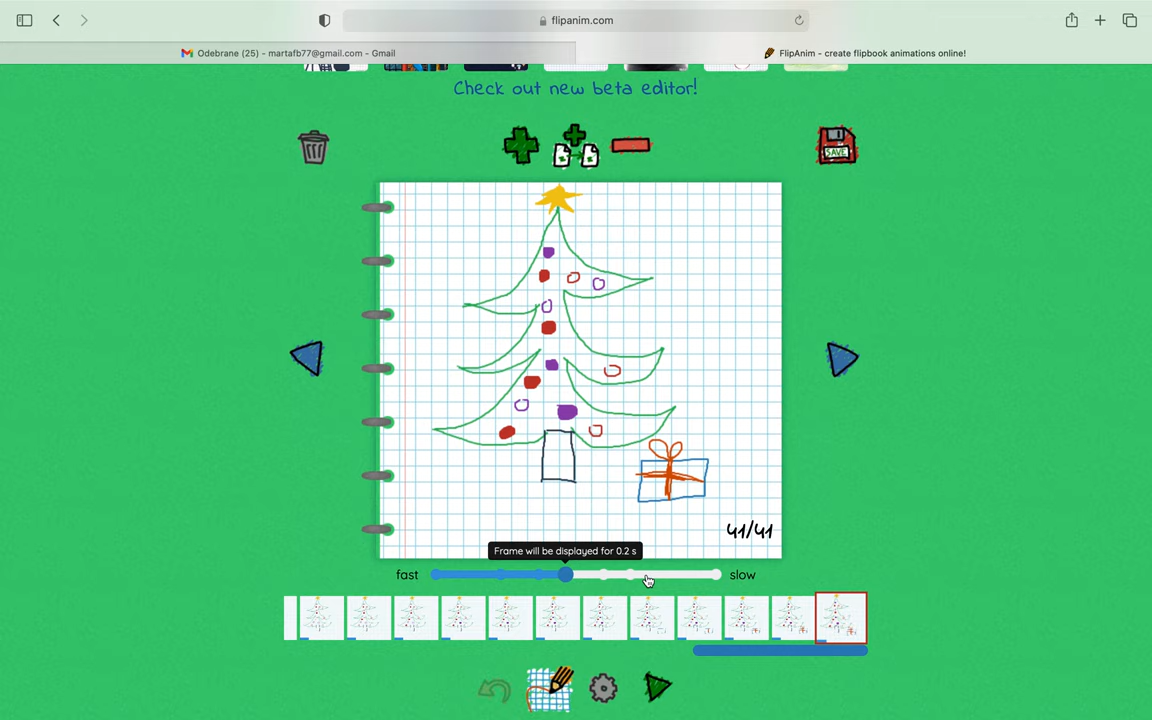 flipanim.com
Odebrane (25) - martafb77@gmail.com - Gmail
FlipAnim - create flipbook animations online!
Check out new beta editor!
SAVE
41/41
Frame will be displayed for 0.2 s
fast
slow